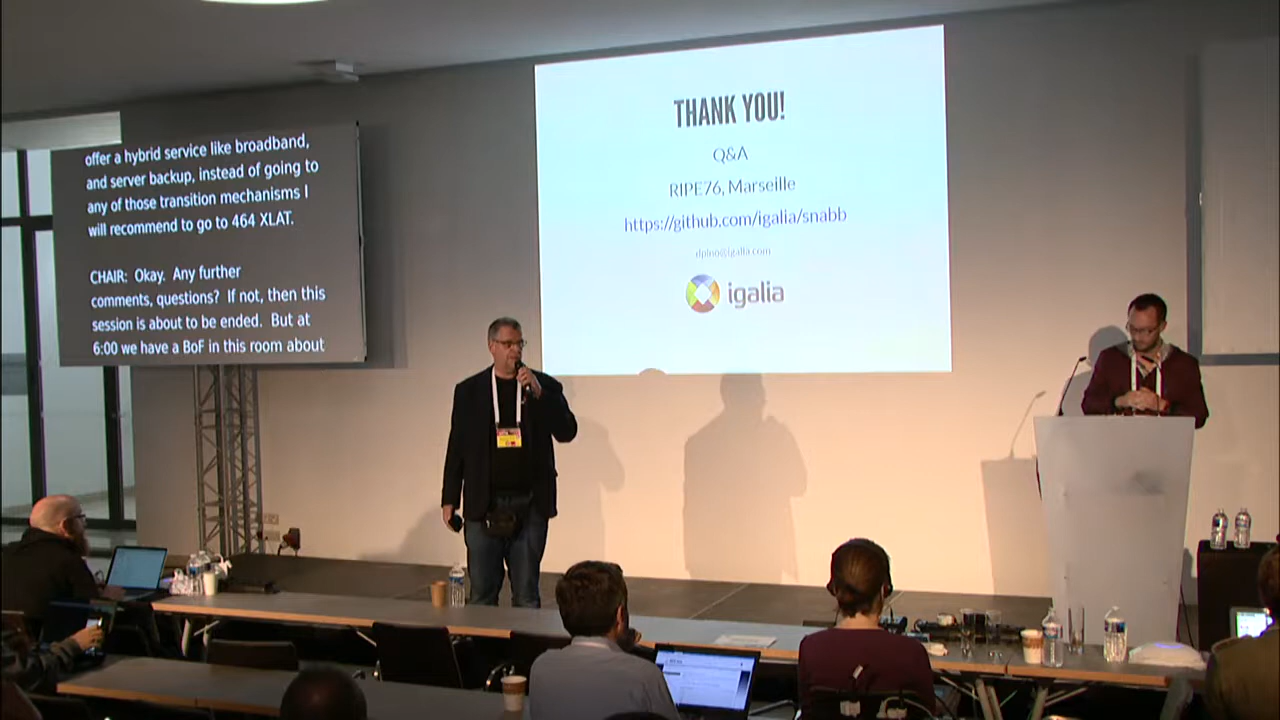 offer a hybrid service like broadband,
and server backup, instead of going to
any of those transition mechanisms I
will recommend to go to 464 XLAT.
CHAIR: Okay. Any further
comments, questions? If not, then this
session is about to be ended. But at
6:00 we have a BoF in this room about
THANK YOU!
Q&A
RIPE76, Marseille
https://github.com/igalia/snabb
dpino@igalia.com
igalia